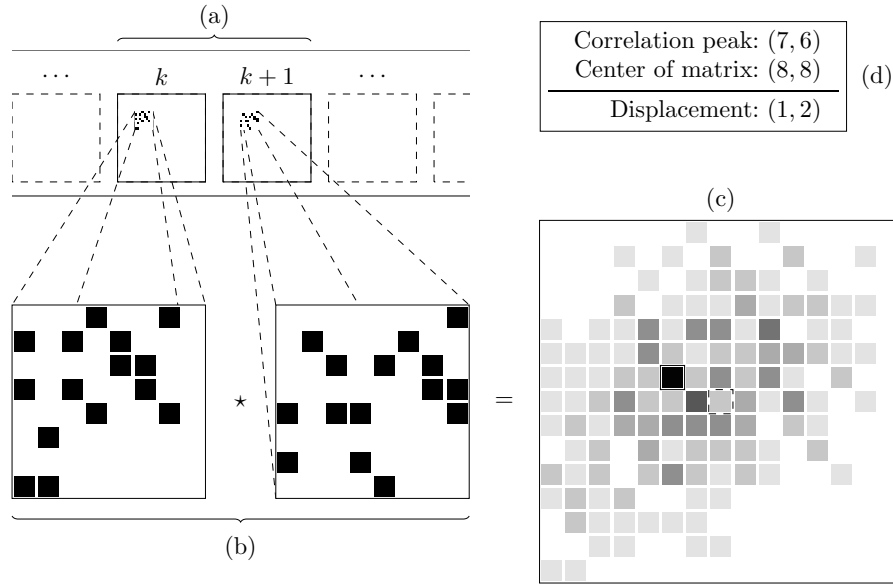 (a)
⋯ k k + 1 ⋯
Correlation peak: (7, 6)
Center of matrix: (8, 8)
Displacement: (1, 2)
(d)
(c)
⋆ =
(b)